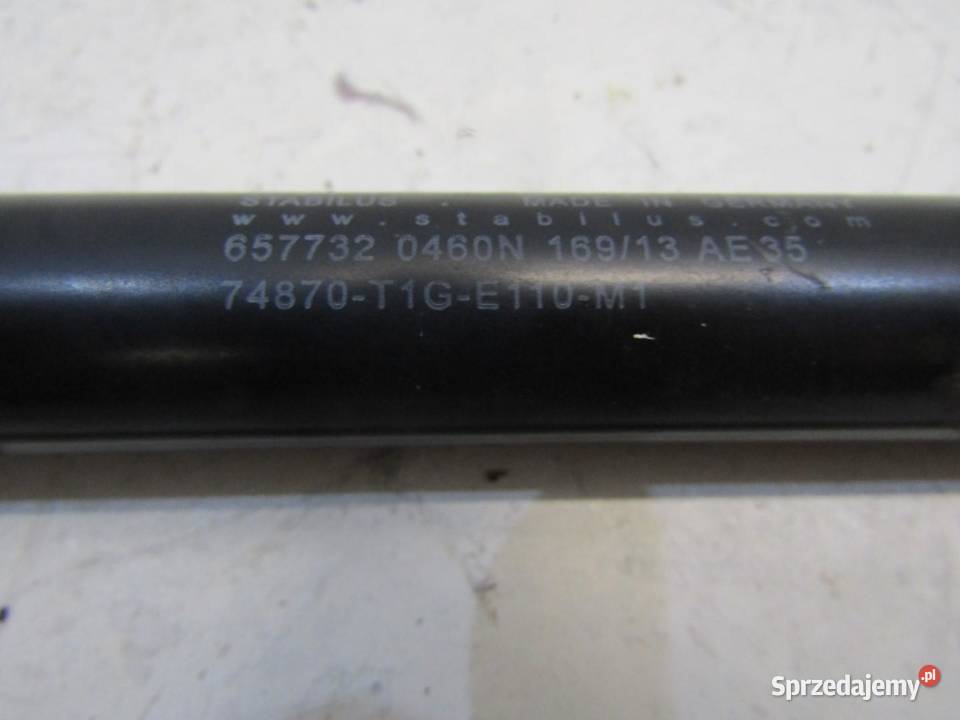 STABILUS . MADE IN GERMANY
www.stabilus.com
657732 0460N 169/13 AE35
74870-T1G-E110-M1
Sprzedajemy.pl